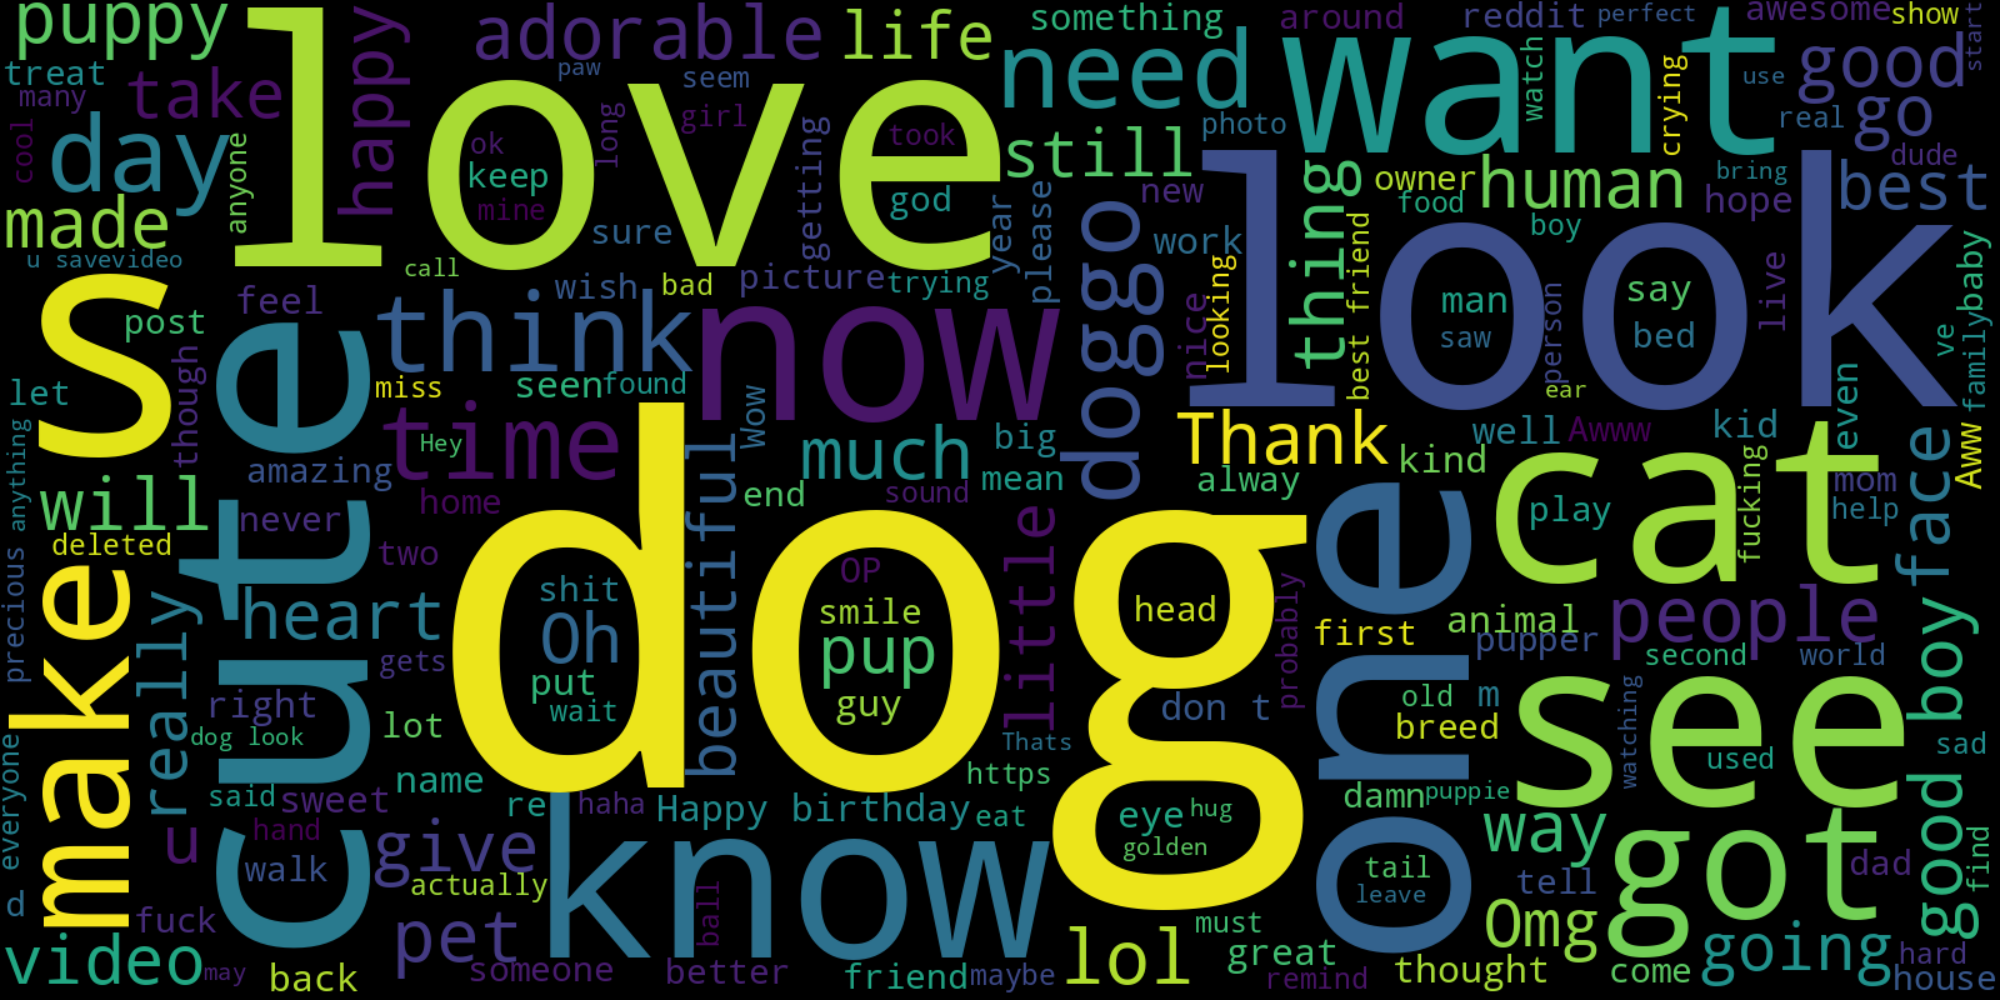 puppy
love
happy
adorable
life
something
need
want
around
reddit
perfect
awesome
show
start
treat
many
take
paw
seem
girl
long
ok
keep
mine
took
god
getting
still
photo
watch
crying
use
good
real
go
cool
day
anyone
made
u savevideo
sure
year
please
new
work
thing
owner
human
food
boy
bring
hope
dude
best
look
doggo
call
wish
bad
picture
trying
feel
s
post
think
now
nice
looking
best friend
man
saw
person
say
bed
live
ve
baby
family
let
though
cute
miss
seen
found
Wow
ear
even
Aww
anything
amazing
time
Hey
beautiful
much
big
mean
Thank
alway
kind
well
Awww
kid
cat
mom
help
face
will
never
home
end
sound
deleted
two
dog
little
one
play
fucking
precious
make
really
heart
gets
shit
Oh
put
wait
OP
smile
pup
guy
head
probably
first
animal
pupper
people
second
world
good boy
right
dog look
lot
don t
Thats
https
old
m
breed
see
watching
used
sad
everyone
said
sweet
name
re
haha
Happy birthday
eat
eye
hug
golden
damn
puppie
way
got
d
u
hand
walk
give
actually
know
ball
tail
leave
tell
dad
find
fuck
video
may
back
pet
someone
better
friend
maybe
lol
must
great
remind
Omg
thought
come
going
hard
house